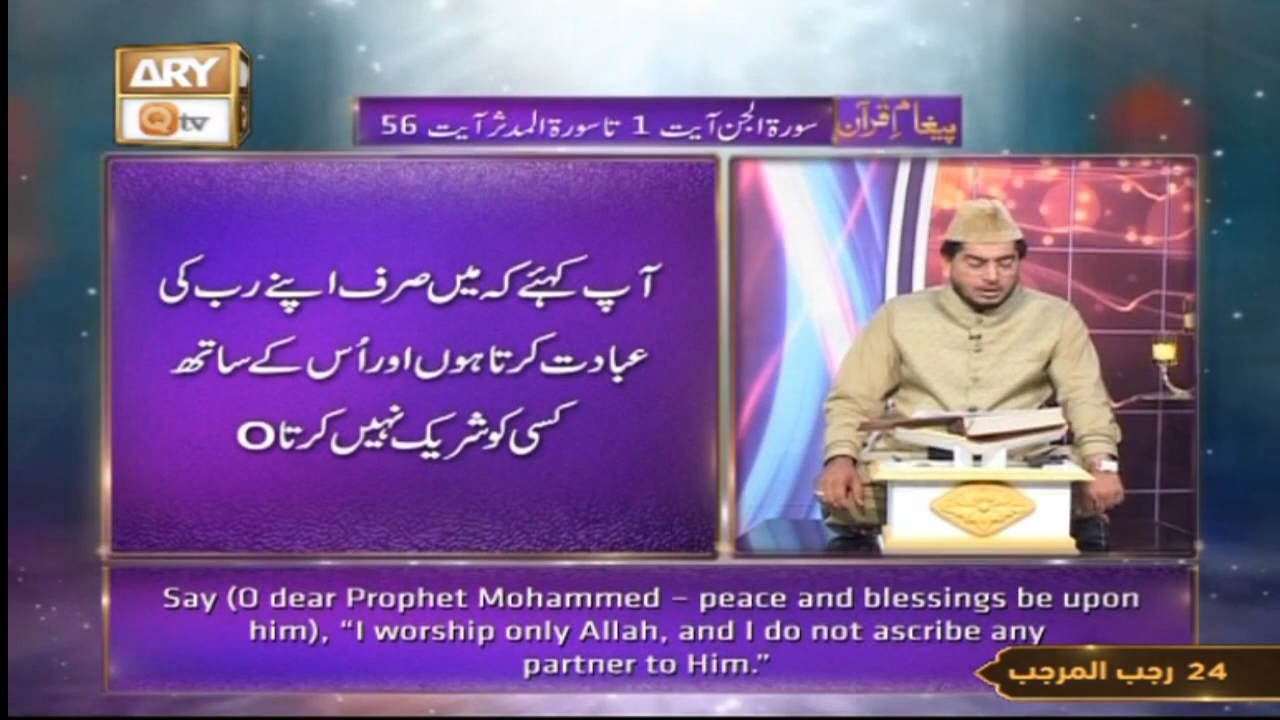 ARY
Qtv
پیغامِ قرآن
سورۃ الجن آیت 1 تا سورۃ المدثر آیت 56
آپ کہئے کہ میں صرف اپنے رب کی
عبادت کرتا ہوں اور اُس کے ساتھ
کسی کو شریک نہیں کرتا O
Say (O dear Prophet Mohammed – peace and blessings be upon
him), “I worship only Allah, and I do not ascribe any
partner to Him.”
24 رجب المرجب